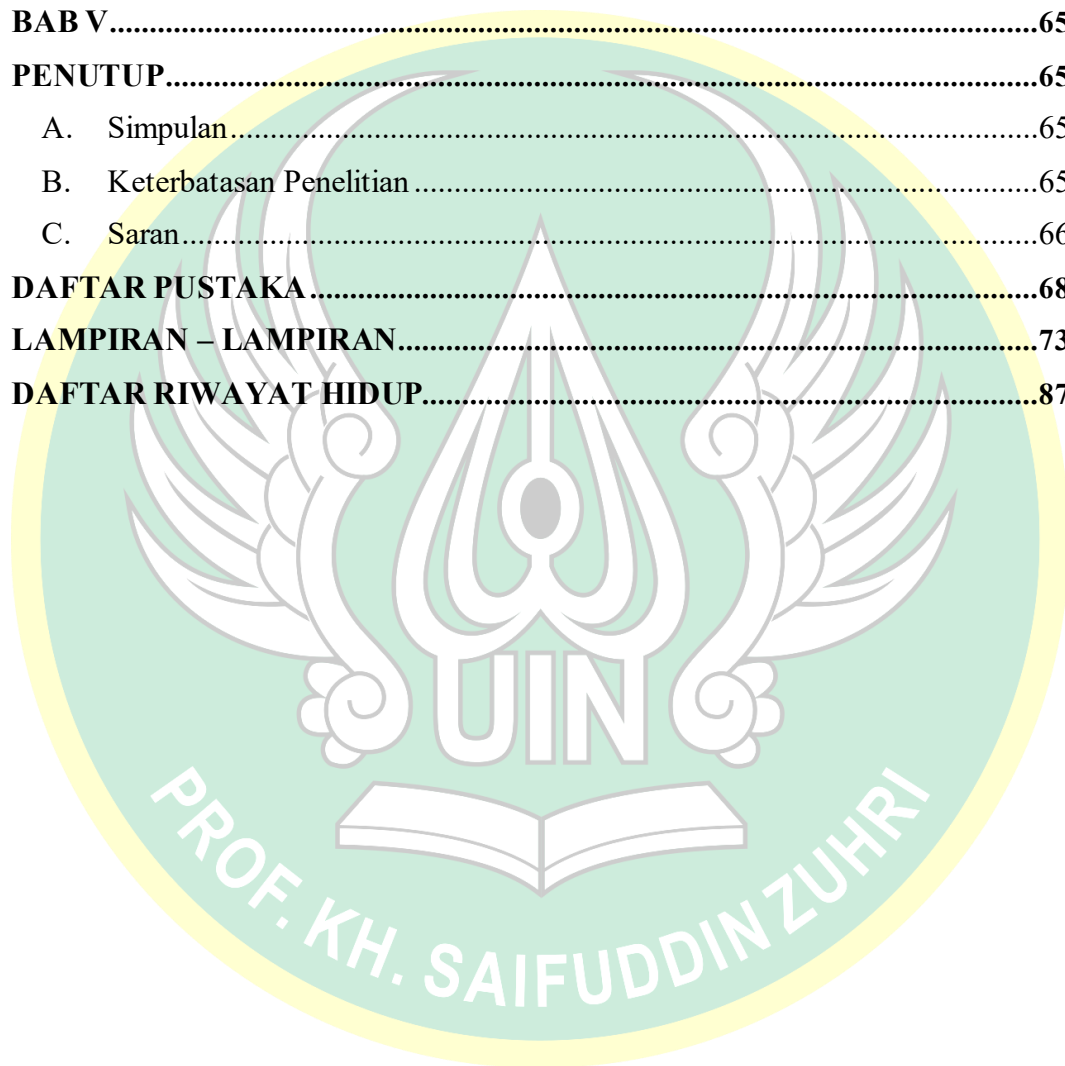 BAB V....................................................................................................65
PENUTUP....................................................................................................65
A. Simpulan....................................................................................................65
B. Keterbatasan Penelitian....................................................................................................65
C. Saran....................................................................................................66
DAFTAR PUSTAKA....................................................................................................68
LAMPIRAN – LAMPIRAN....................................................................................................73
DAFTAR RIWAYAT HIDUP....................................................................................................87
UIN
PROF. KH. SAIFUDDIN ZUHRI